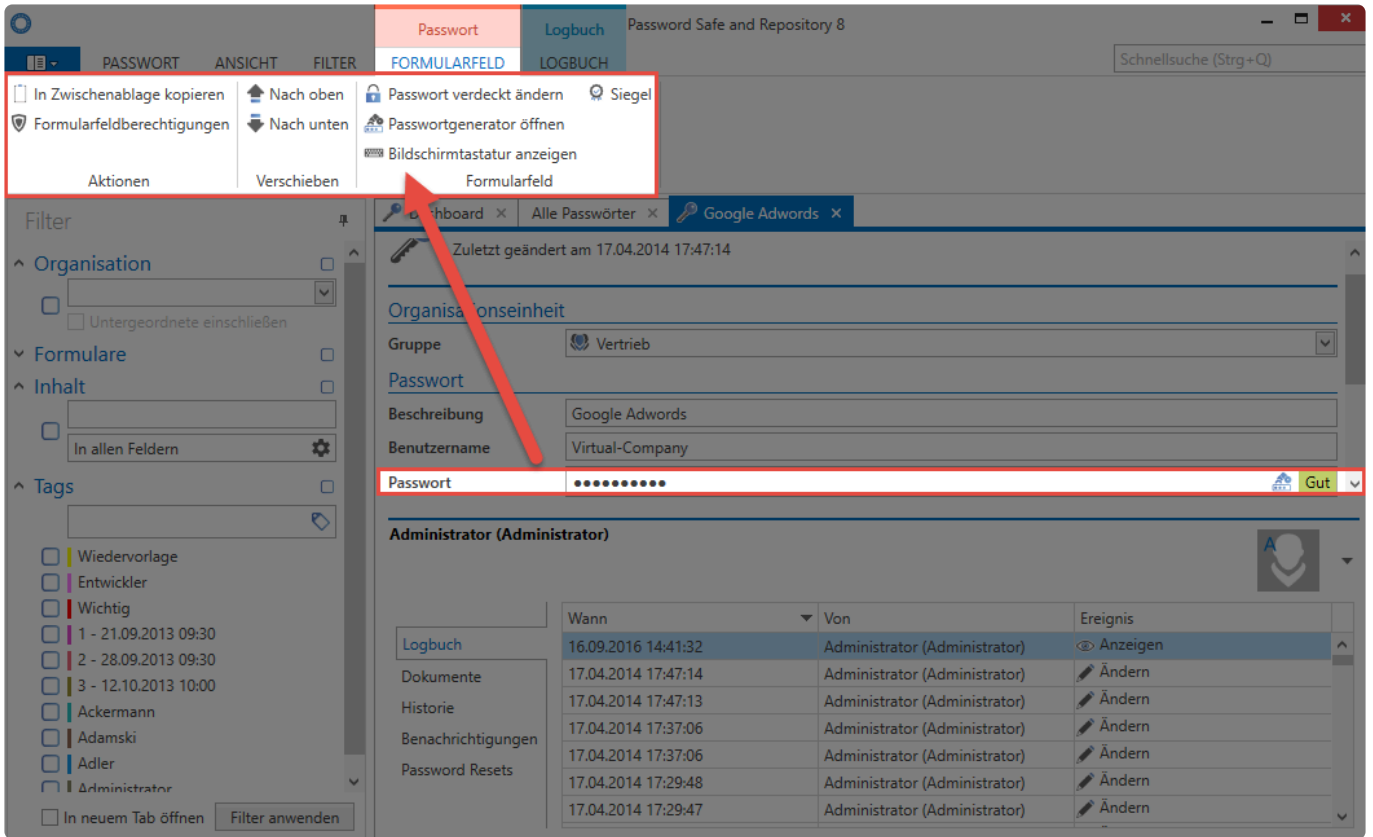 Passwort Logbuch Password Safe and Repository 8
PASSWORT ANSICHT FILTER FORMULARFELD LOGBUCH
Schnellsuche (Strg+Q)
In Zwischenablage kopieren Nach oben Passwort verdeckt ändern Siegel
Formularfeldberechtigungen Nach unten Passwortgenerator öffnen
Bildschirmtastatur anzeigen
Aktionen Verschieben Formularfeld
Filter
Organisation
Untergeordnete einschließen
Formulare
Inhalt
In allen Feldern
Tags
Wiedervorlage
Entwickler
Wichtig
1 - 21.09.2013 09:30
2 - 28.09.2013 09:30
3 - 12.10.2013 10:00
Ackermann
Adamski
Adler
Administrator
In neuem Tab öffnen Filter anwenden
Dashboard Alle Passwörter Google Adwords
Zuletzt geändert am 17.04.2014 17:47:14
Organisationseinheit
Gruppe Vertrieb
Passwort
Beschreibung Google Adwords
Benutzername Virtual-Company
Passwort ●●●●●●●●●● Gut
Administrator (Administrator)
A
Logbuch
Dokumente
Historie
Benachrichtigungen
Password Resets
Wann Von Ereignis
16.09.2016 14:41:32 Administrator (Administrator) Anzeigen
17.04.2014 17:47:14 Administrator (Administrator) Ändern
17.04.2014 17:47:13 Administrator (Administrator) Ändern
17.04.2014 17:37:06 Administrator (Administrator) Ändern
17.04.2014 17:37:06 Administrator (Administrator) Ändern
17.04.2014 17:29:48 Administrator (Administrator) Ändern
17.04.2014 17:29:47 Administrator (Administrator) Ändern